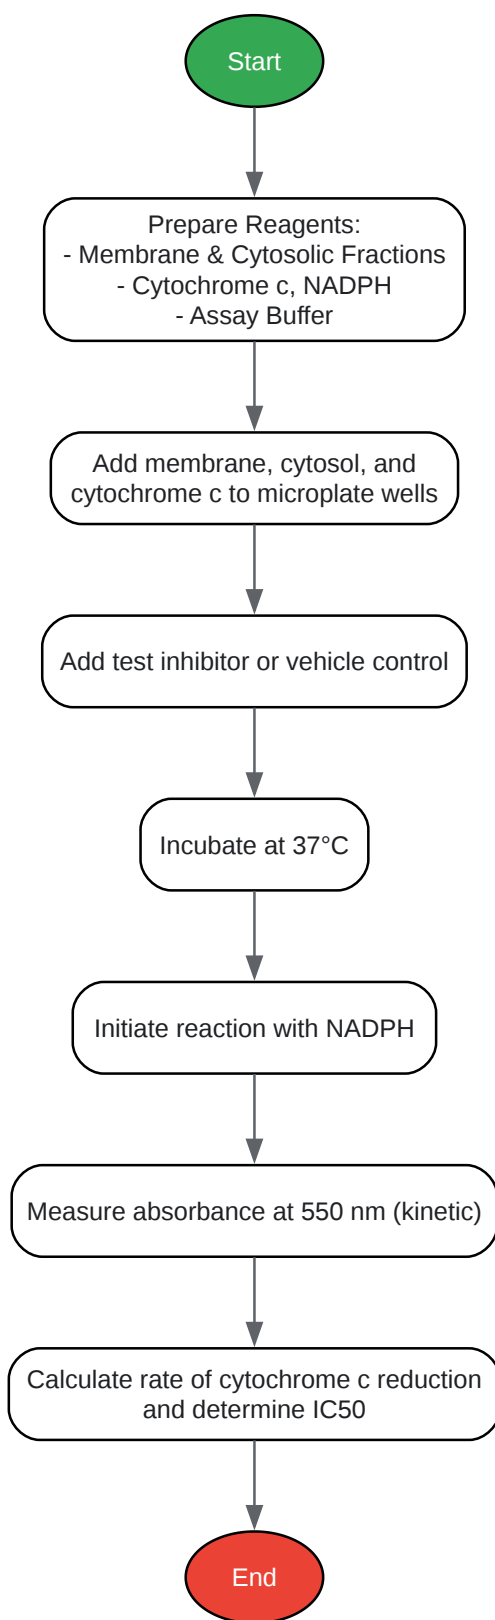 Start
Prepare Reagents:
- Membrane & Cytosolic Fractions
- Cytochrome c, NADPH
- Assay Buffer
Add membrane, cytosol, and
cytochrome c to microplate wells
Add test inhibitor or vehicle control
Incubate at 37°C
Initiate reaction with NADPH
Measure absorbance at 550 nm (kinetic)
Calculate rate of cytochrome c reduction
and determine IC50
End